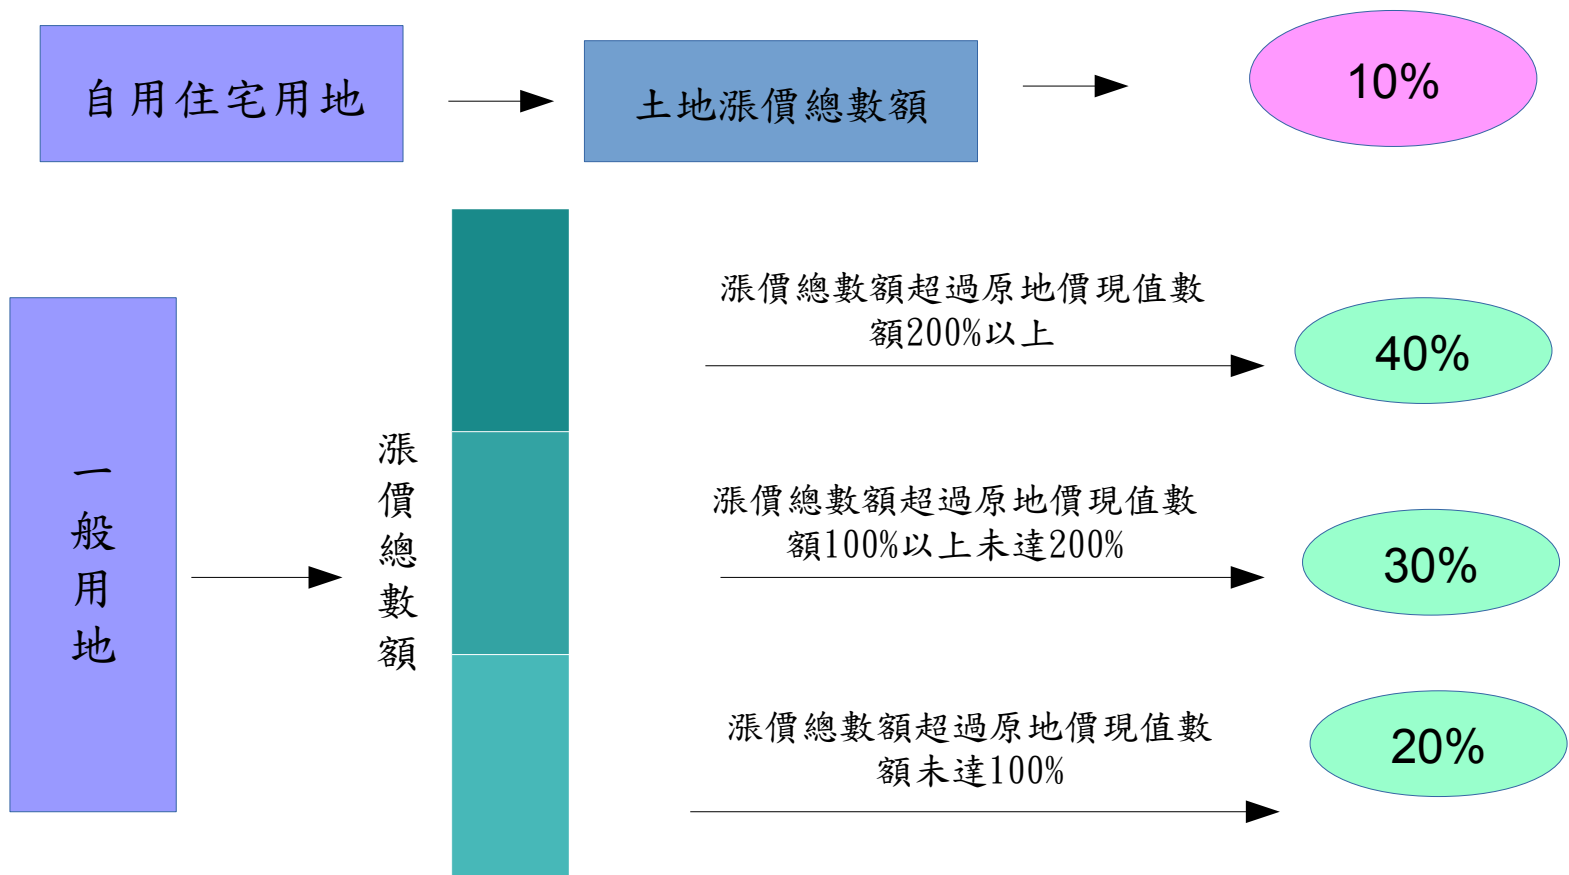 自用住宅用地
土地漲價總數額
10%
一般用地
漲價總數額
漲價總數額超過原地價現值數
額200%以上
40%
漲價總數額超過原地價現值數
額100%以上未達200%
30%
漲價總數額超過原地價現值數
額未達100%
20%